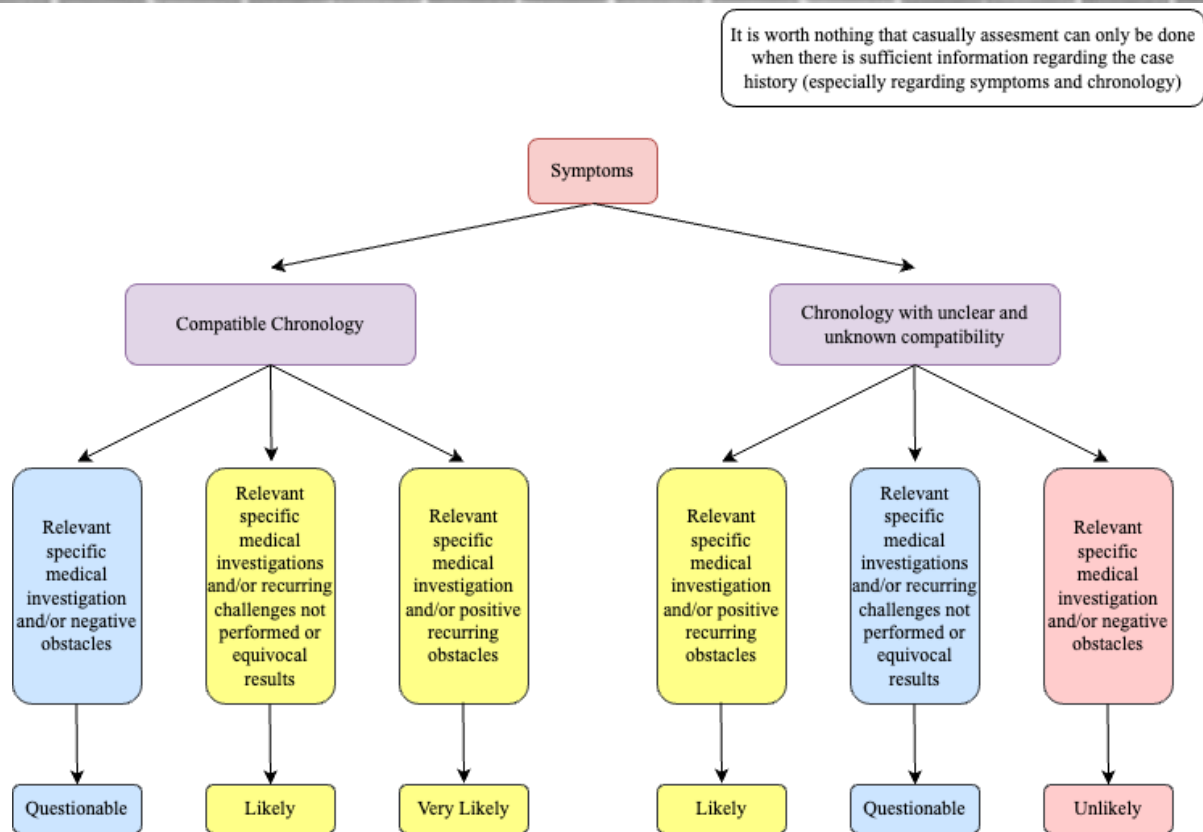 It is worth nothing that casually assesment can only be done
when there is sufficient information regarding the case
history (especially regarding symptoms and chronology)
Symptoms
Compatible Chronology
Chronology with unclear and
unknown compatibility
Relevant
specific
medical
investigation
and/or negative
obstacles
Relevant
specific
medical
investigations
and/or recurring
challenges not
performed or
equivocal
results
Relevant
specific
medical
investigation
and/or positive
recurring
obstacles
Relevant
specific
medical
investigation
and/or positive
recurring
obstacles
Relevant
specific
medical
investigations
and/or recurring
challenges not
performed or
equivocal
results
Relevant
specific
medical
investigation
and/or negative
obstacles
Questionable
Likely
Very Likely
Likely
Questionable
Unlikely